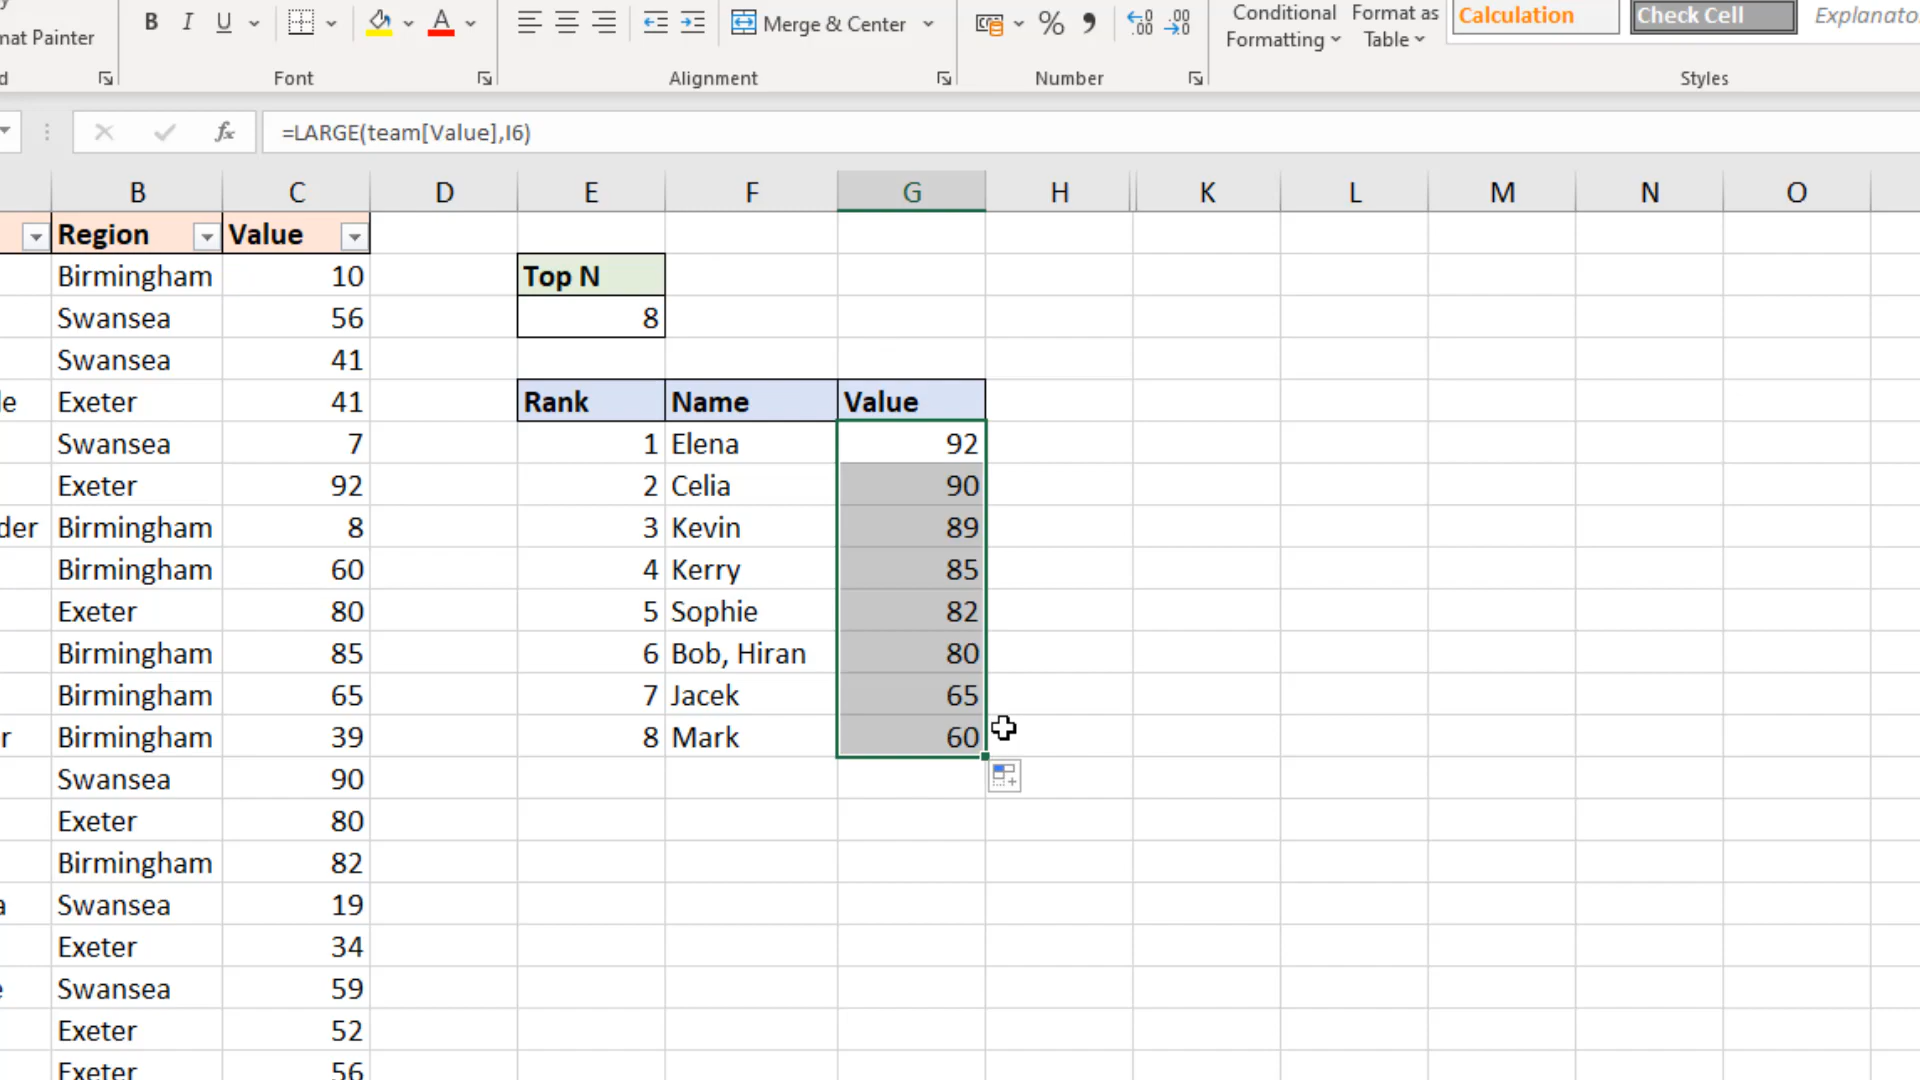 Conditional Format as Calculation Check Cell Explanato
B I U Merge & Center % Formatting Table
mat Painter
Font Alignment Number Styles
fx =LARGE(team[Value],I6)
B C D E F G H K L M N O
Region Value
Birmingham 10 Top N
Swansea 56 8
Swansea 41
le Exeter 41 Rank Name Value
Swansea 7 1 Elena 92
Exeter 92 2 Celia 90
der Birmingham 8 3 Kevin 89
Birmingham 60 4 Kerry 85
Exeter 80 5 Sophie 82
Birmingham 85 6 Bob, Hiran 80
Birmingham 65 7 Jacek 65
r Birmingham 39 8 Mark 60
Swansea 90
Exeter 80
Birmingham 82
a Swansea 19
Exeter 34
e Swansea 59
Exeter 52
Exeter 56